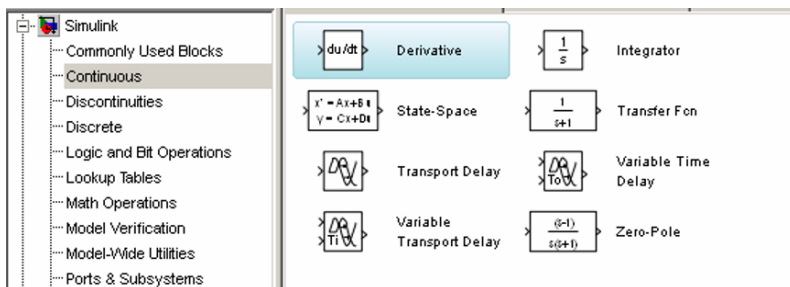 Simulink
Commonly Used Blocks
Continuous
Discontinuities
Discrete
Logic and Bit Operations
Lookup Tables
Math Operations
Model Verification
Model-Wide Utilities
Ports & Subsystems
du/dt
Derivative
1
s
Integrator
x' = Ax+Bu
y = Cx+Du
State-Space
1
s+1
Transfer Fcn
Transport Delay
To
Variable Time
Delay
Ti
Variable
Transport Delay
(s-1)
s(s+1)
Zero-Pole